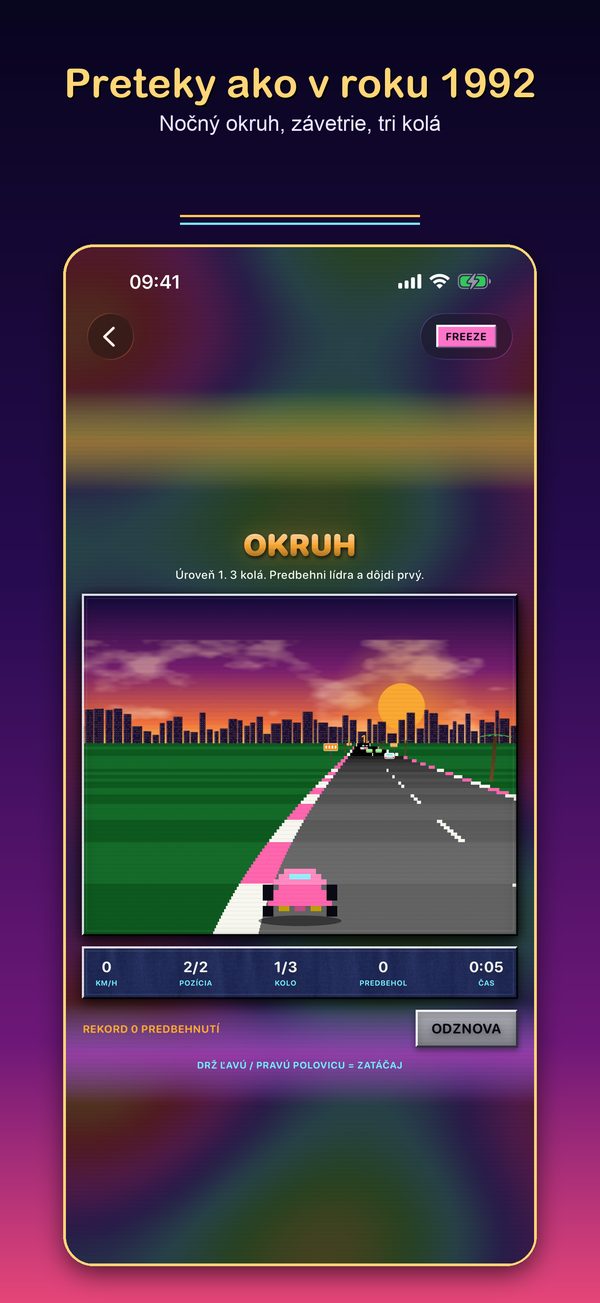 Preteky ako v roku 1992
Nočný okruh, závetrie, tri kolá
09:41
FREEZE
OKRUH
Úroveň 1. 3 kolá. Predbehni lídra a dôjdi prvý.
0 2/2 1/3 0 0:05
KM/H POZÍCIA KOLO PREDBEHOL ČAS
REKORD 0 PREDBEHNUTÍ
ODZNOVA
DRŽ ĽAVÚ / PRAVÚ POLOVICU = ZATÁČAJ